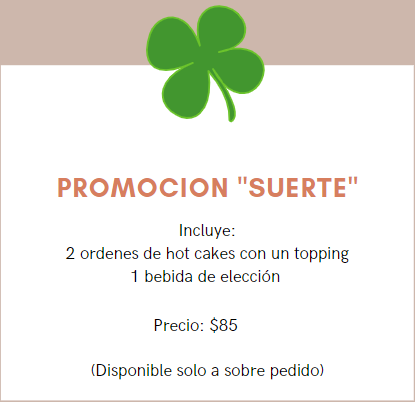 PROMOCION "SUERTE"
Incluye:
2 ordenes de hot cakes con un topping
1 bebida de elección
Precio: $85
(Disponible solo a sobre pedido)